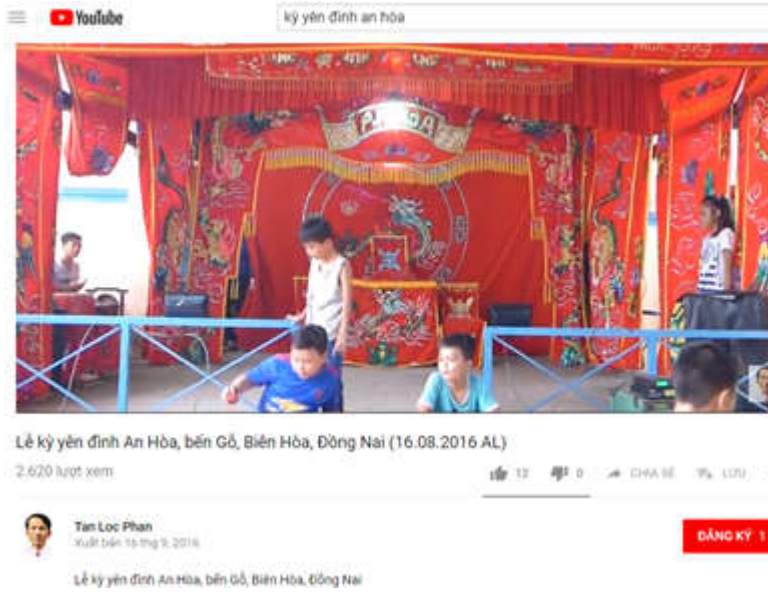 YouTube
kỳ yên đình an hòa
Lễ kỳ yên đình An Hòa, bến Gỗ, Biên Hòa, Đồng Nai (16.08.2016 AL)
2.620 lượt xem
12 0 CHIA SẺ LƯU
Tan Loc Phan
Xuất bản 16 thg 9, 2016
ĐĂNG KÝ 1
Lễ kỳ yên đình An Hòa, bến Gỗ, Biên Hòa, Đồng Nai